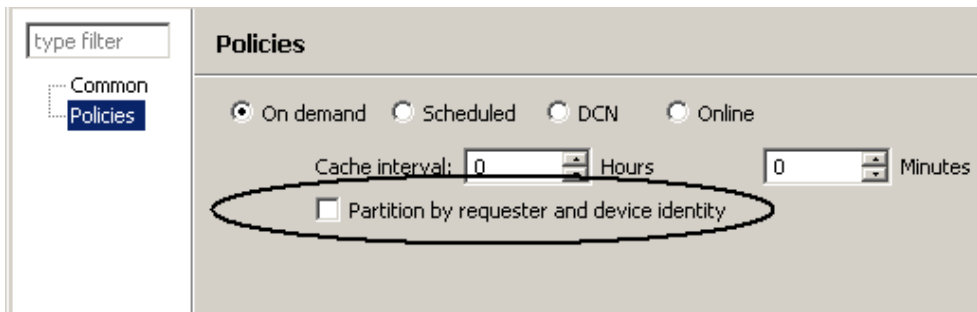 type filter
Common
Policies
Policies
On demand Scheduled DCN Online
Cache interval: 0 Hours 0 Minutes
Partition by requester and device identity